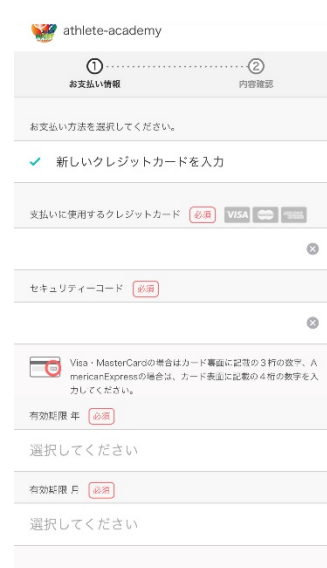 athlete-academy
① ②
お支払い情報 内容確認
お支払い方法を選択してください。
✓ 新しいクレジットカードを入力
支払いに使用するクレジットカード 必須 VISA
セキュリティーコード 必須
Visa・MasterCardの場合はカード裏面に記載の3桁の数字、A
mericanExpressの場合は、カード表面に記載の4桁の数字を入
力してください。
有効期限 年 必須
選択してください
有効期限 月 必須
選択してください